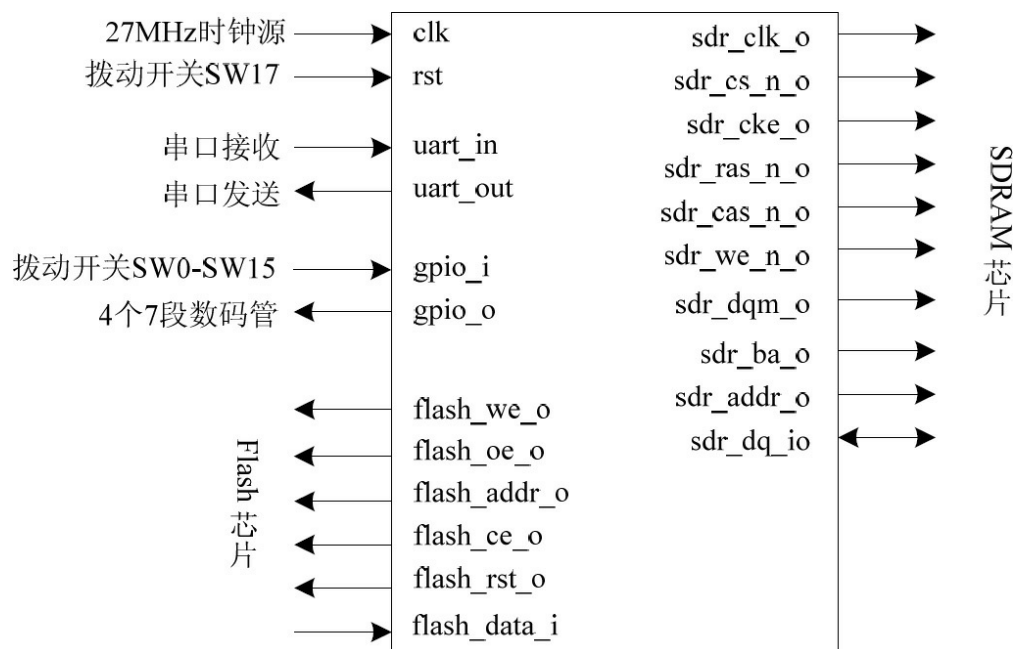 27MHz时钟源
拨动开关SW17
串口接收
串口发送
拨动开关SW0-SW15
4个7段数码管
Flash 芯片
clk
rst
uart_in
uart_out
gpio_i
gpio_o
flash_we_o
flash_oe_o
flash_addr_o
flash_ce_o
flash_rst_o
flash_data_i
sdr_clk_o
sdr_cs_n_o
sdr_cke_o
sdr_ras_n_o
sdr_cas_n_o
sdr_we_n_o
sdr_dqm_o
sdr_ba_o
sdr_addr_o
sdr_dq_io
SDRAM 芯片